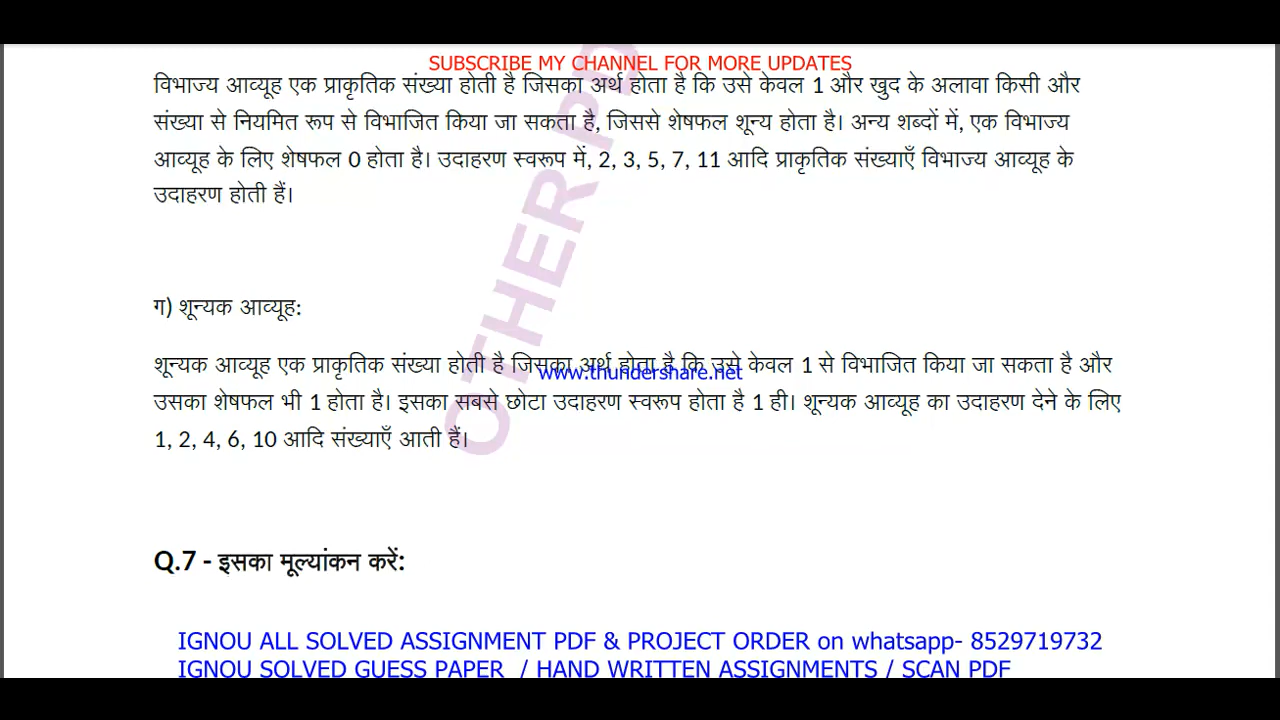 SUBSCRIBE MY CHANNEL FOR MORE UPDATES
विभाज्य आव्यूह एक प्राकृतिक संख्या होती है जिसका अर्थ होता है कि उसे केवल 1 और खुद के अलावा किसी और
संख्या से नियमित रूप से विभाजित किया जा सकता है, जिससे शेषफल शून्य होता है। अन्य शब्दों में, एक विभाज्य
आव्यूह के लिए शेषफल 0 होता है। उदाहरण स्वरूप में, 2, 3, 5, 7, 11 आदि प्राकृतिक संख्याएँ विभाज्य आव्यूह के
उदाहरण होती हैं।
ग) शून्यक आव्यूह:
शून्यक आव्यूह एक प्राकृतिक संख्या होती है जिसका अर्थ होता है कि उसे केवल 1 से विभाजित किया जा सकता है और
www.thundershare.net
उसका शेषफल भी 1 होता है। इसका सबसे छोटा उदाहरण स्वरूप होता है 1 ही। शून्यक आव्यूह का उदाहरण देने के लिए
1, 2, 4, 6, 10 आदि संख्याएँ आती हैं।
OTHER PD
Q.7 - इसका मूल्यांकन करें:
IGNOU ALL SOLVED ASSIGNMENT PDF & PROJECT ORDER on whatsapp- 8529719732
IGNOU SOLVED GUESS PAPER / HAND WRITTEN ASSIGNMENTS / SCAN PDF